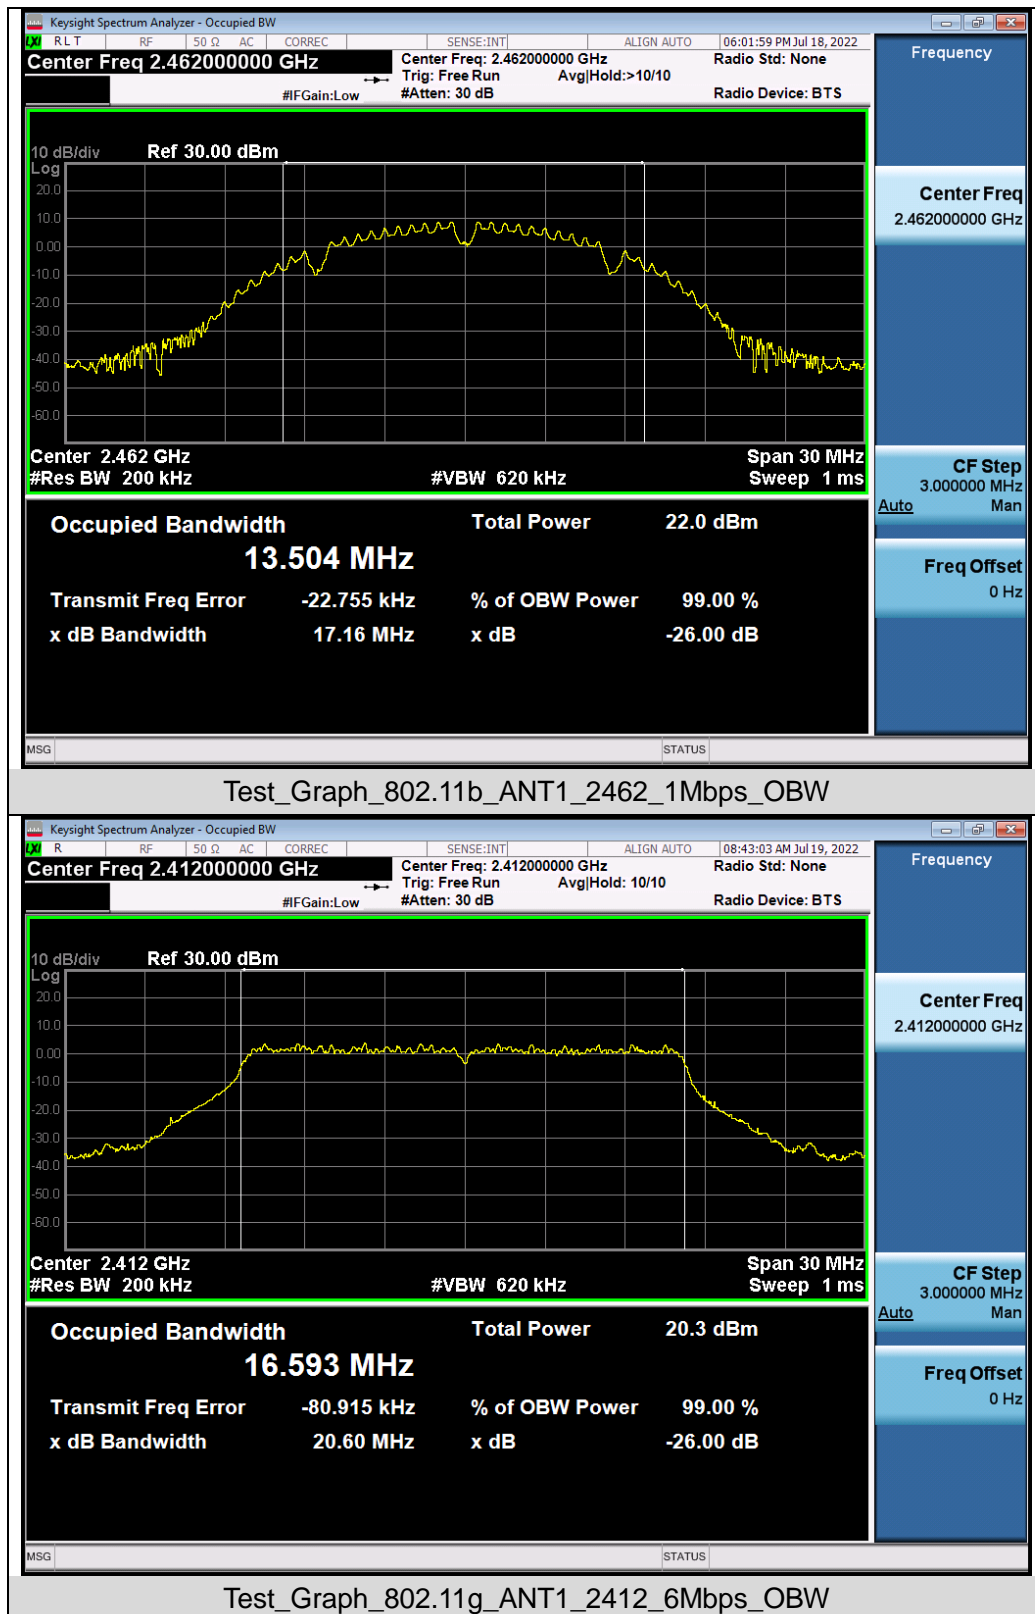 Keysight Spectrum Analyzer - Occupied BW
LXI RLT RF 50 Ω AC CORREC SENSE:INT ALIGN AUTO 06:01:59 PM Jul 18, 2022
Center Freq 2.462000000 GHz Center Freq: 2.462000000 GHz Radio Std: None
Trig: Free Run Avg|Hold:>10/10
#IFGain:Low #Atten: 30 dB Radio Device: BTS
Frequency
10 dB/div Ref 30.00 dBm
Log
20.0
10.0
0.00
-10.0
-20.0
-30.0
-40.0
-50.0
-60.0
Center Freq
2.462000000 GHz
Center 2.462 GHz Span 30 MHz
#Res BW 200 kHz #VBW 620 kHz Sweep 1 ms
CF Step
3.000000 MHz
Auto Man
Occupied Bandwidth Total Power 22.0 dBm
13.504 MHz
Transmit Freq Error -22.755 kHz % of OBW Power 99.00 %
x dB Bandwidth 17.16 MHz x dB -26.00 dB
Freq Offset
0 Hz
MSG STATUS
Test_Graph_802.11b_ANT1_2462_1Mbps_OBW
Keysight Spectrum Analyzer - Occupied BW
LXI R RF 50 Ω AC CORREC SENSE:INT ALIGN AUTO 08:43:03 AM Jul 19, 2022
Center Freq 2.412000000 GHz Center Freq: 2.412000000 GHz Radio Std: None
Trig: Free Run Avg|Hold: 10/10
#IFGain:Low #Atten: 30 dB Radio Device: BTS
Frequency
10 dB/div Ref 30.00 dBm
Log
20.0
10.0
0.00
-10.0
-20.0
-30.0
-40.0
-50.0
-60.0
Center Freq
2.412000000 GHz
Center 2.412 GHz Span 30 MHz
#Res BW 200 kHz #VBW 620 kHz Sweep 1 ms
CF Step
3.000000 MHz
Auto Man
Occupied Bandwidth Total Power 20.3 dBm
16.593 MHz
Transmit Freq Error -80.915 kHz % of OBW Power 99.00 %
x dB Bandwidth 20.60 MHz x dB -26.00 dB
Freq Offset
0 Hz
MSG STATUS
Test_Graph_802.11g_ANT1_2412_6Mbps_OBW